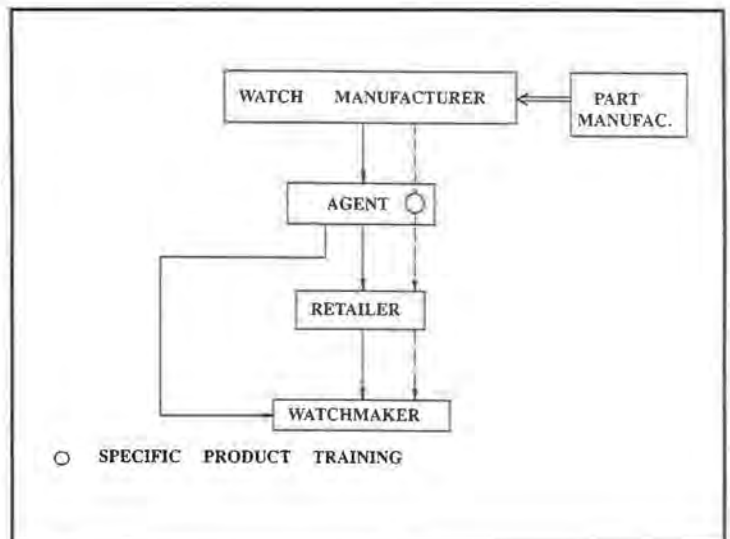 WATCH MANUFACTURER
PART
MANUFAC.
AGENT
RETAILER
WATCHMAKER
SPECIFIC PRODUCT TRAINING